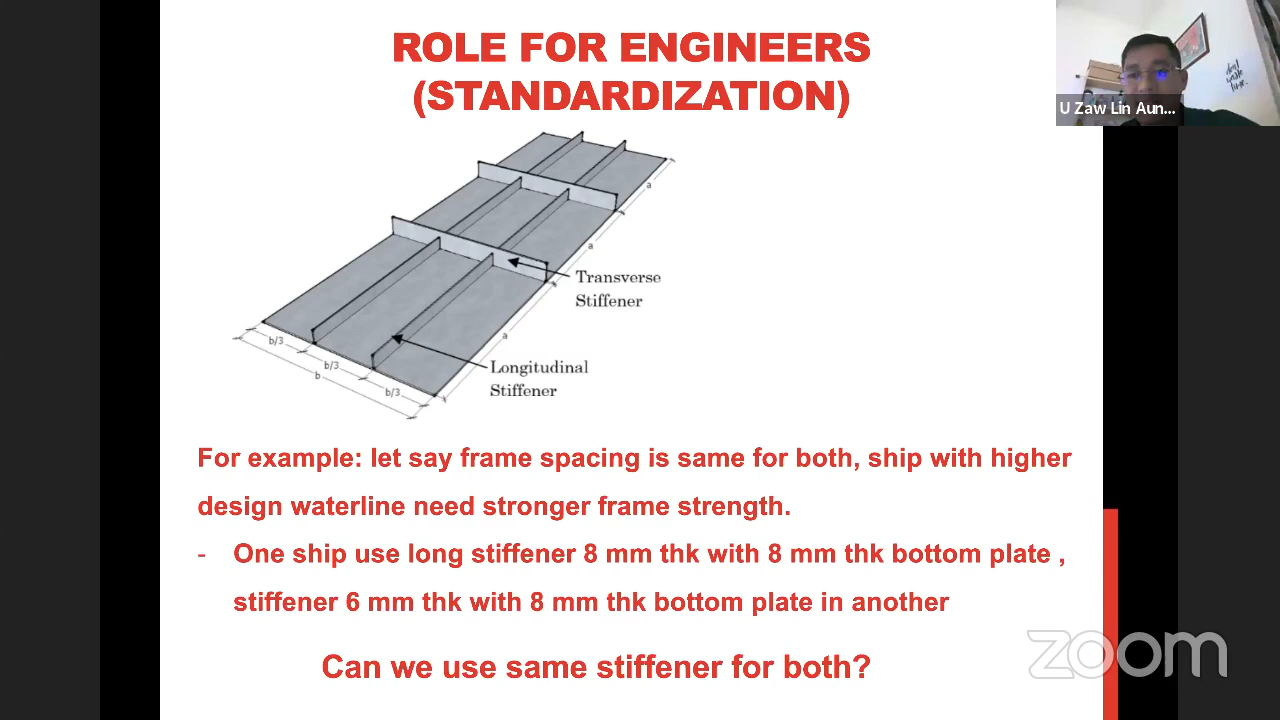 ROLE FOR ENGINEERS
(STANDARDIZATION)
U Zaw Lin Aun...
don't
waste
time..
a
a
Transverse
Stiffener
a
b/3
b/3
b
b/3
Longitudinal
Stiffener
For example: let say frame spacing is same for both, ship with higher
design waterline need stronger frame strength.
- One ship use long stiffener 8 mm thk with 8 mm thk bottom plate ,
stiffener 6 mm thk with 8 mm thk bottom plate in another
Can we use same stiffener for both?
zoom